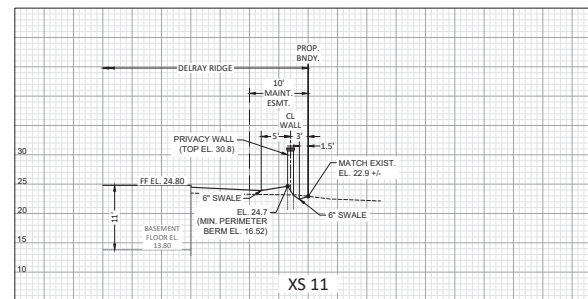 PROP.
BNDY.
DELRAY RIDGE
10'
MAINT.
ESMT.
CL
WALL
5'
3'
PRIVACY WALL
(TOP EL. 30.8)
1.5'
30
MATCH EXIST.
EL. 22.9 +/-
25
FF EL. 24.80
6" SWALE
EL. 24.7
(MIN. PERIMETER
BERM EL. 16.52)
6" SWALE
20
11'
BASEMENT
FLOOR EL.
13.80
15
10
XS 11